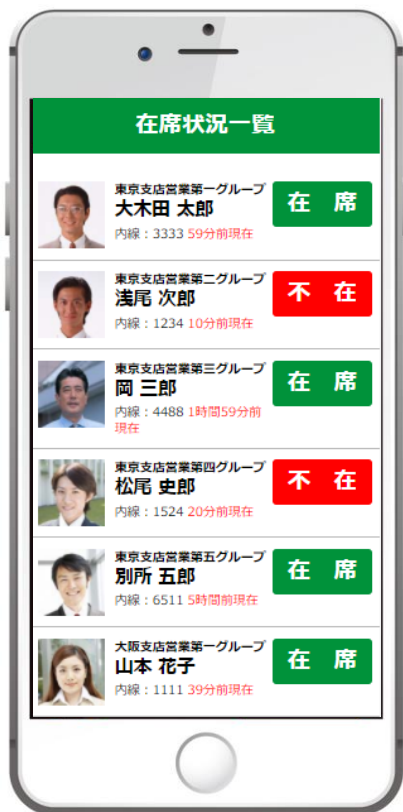 在席状況一覧
東京支店営業第一グループ
大木田 太郎
内線：3333 59分前現在
在 席
東京支店営業第二グループ
浅尾 次郎
内線：1234 10分前現在
不 在
東京支店営業第三グループ
岡 三郎
内線：4488 1時間59分前
現在
在 席
東京支店営業第四グループ
松尾 史郎
内線：1524 20分前現在
不 在
東京支店営業第五グループ
別所 五郎
内線：6511 5時間前現在
在 席
大阪支店営業第一グループ
山本 花子
内線：1111 39分前現在
在 席